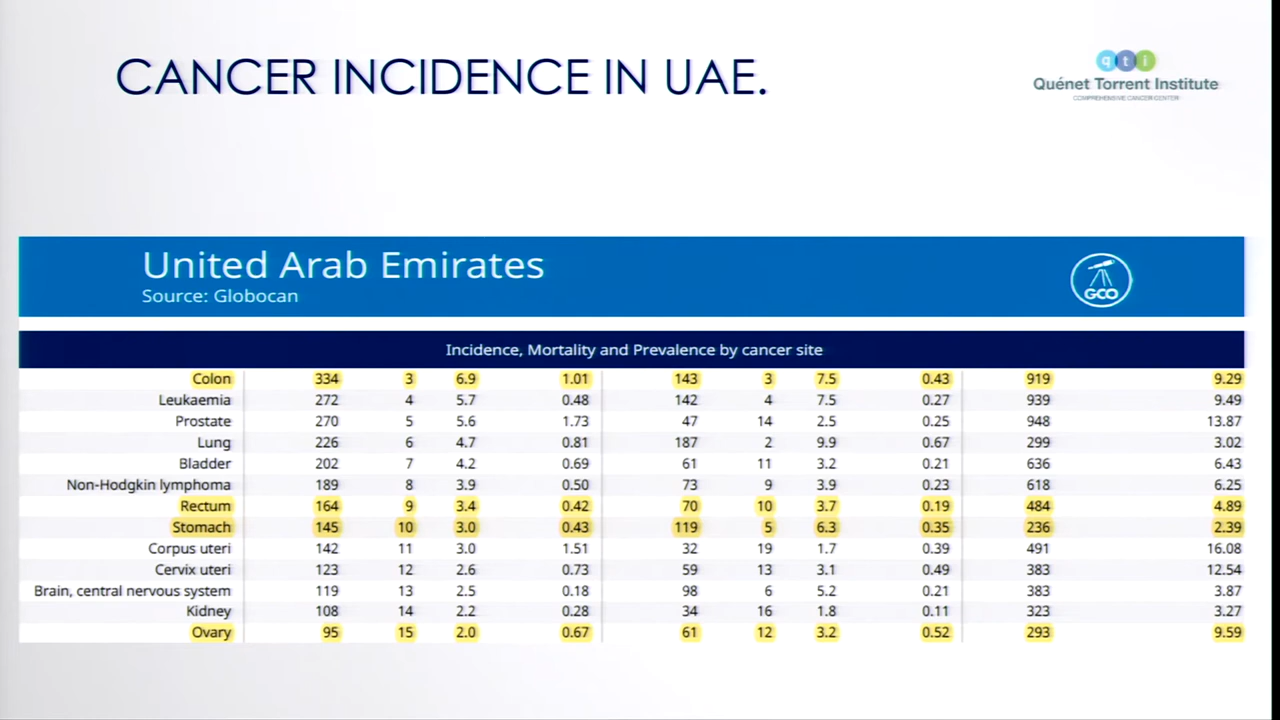 CANCER INCIDENCE IN UAE.
qti
Quénet Torrent Institute
COMPREHENSIVE CANCER CENTER
United Arab Emirates
Source: Globocan
GCO
Incidence, Mortality and Prevalence by cancer site
Colon 334 3 6.9 1.01 143 3 7.5 0.43 919 9.29
Leukaemia 272 4 5.7 0.48 142 4 7.5 0.27 939 9.49
Prostate 270 5 5.6 1.73 47 14 2.5 0.25 948 13.87
Lung 226 6 4.7 0.81 187 2 9.9 0.67 299 3.02
Bladder 202 7 4.2 0.69 61 11 3.2 0.21 636 6.43
Non-Hodgkin lymphoma 189 8 3.9 0.50 73 9 3.9 0.23 618 6.25
Rectum 164 9 3.4 0.42 70 10 3.7 0.19 484 4.89
Stomach 145 10 3.0 0.43 119 5 6.3 0.35 236 2.39
Corpus uteri 142 11 3.0 1.51 32 19 1.7 0.39 491 16.08
Cervix uteri 123 12 2.6 0.73 59 13 3.1 0.49 383 12.54
Brain, central nervous system 119 13 2.5 0.18 98 6 5.2 0.21 383 3.87
Kidney 108 14 2.2 0.28 34 16 1.8 0.11 323 3.27
Ovary 95 15 2.0 0.67 61 12 3.2 0.52 293 9.59